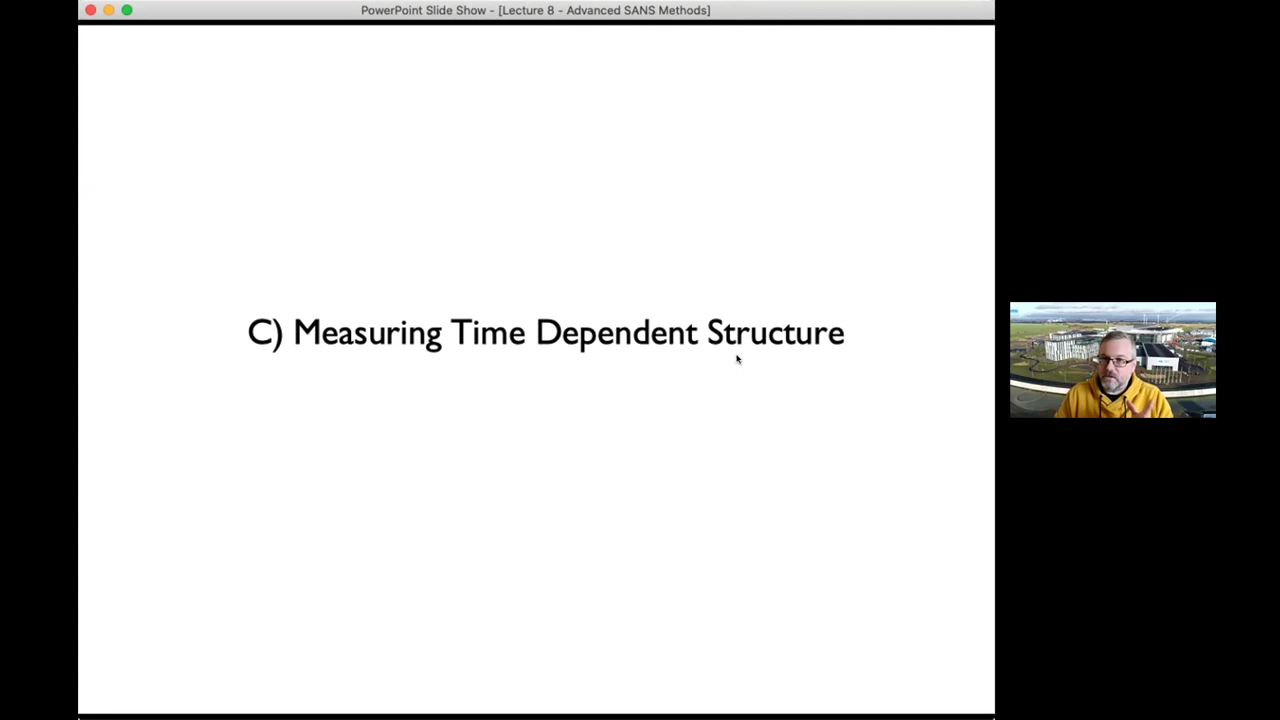 PowerPoint Slide Show - [Lecture 8 - Advanced SANS Methods]
C) Measuring Time Dependent Structure